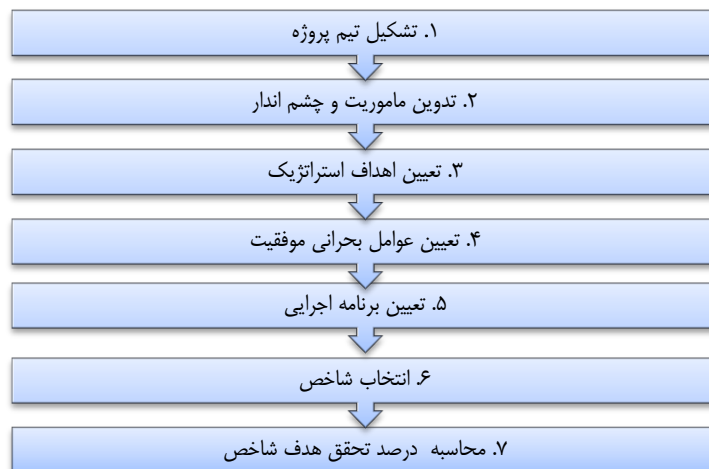 ۱. تشکیل تیم پروژه
۲. تدوین ماموریت و چشم اندار
۳. تعیین اهداف استراتژیک
۴. تعیین عوامل بحرانی موفقیت
۵. تعیین برنامه اجرایی
۶. انتخاب شاخص
۷. محاسبه درصد تحقق هدف شاخص